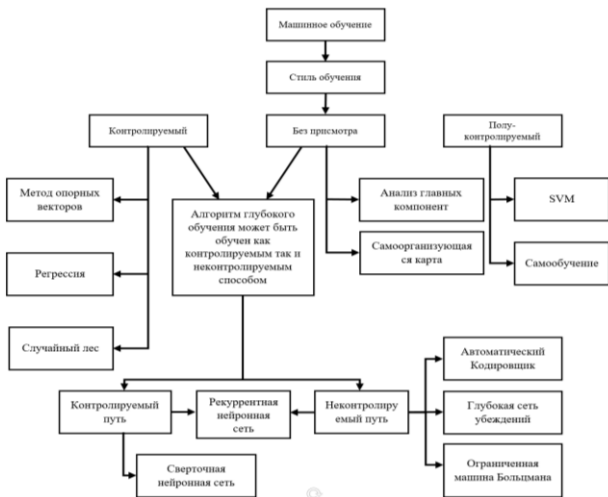 Машинное обучение
Стиль обучения
Контролируемый
Без присмотра
Полу-
контролируемый
Метод опорных
векторов
Алгоритм глубокого
обучения может быть
обучен как
контролируемым так и
неконтролируемым
способом
Анализ главных
компонент
SVM
Регрессия
Самоорганизующая
ся карта
Самообучение
Случайный лес
Автоматический
Кодировщик
Контролируемый
путь
Рекуррентная
нейронная
сеть
Неконтролиру
емый путь
Глубокая сеть
убеждений
Сверточная
нейронная сеть
Ограниченная
машина Больцмана